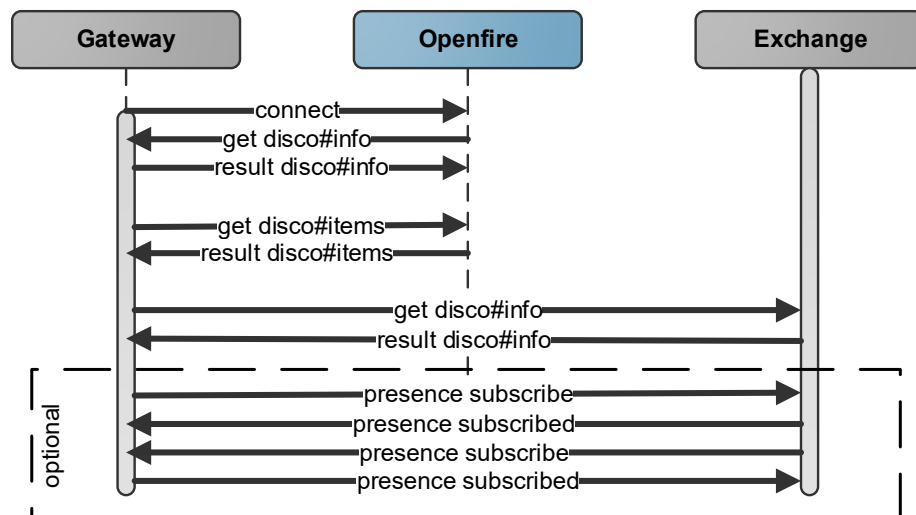 Gateway
Openfire
Exchange
connect
get disco#info
result disco#info
get disco#items
result disco#items
get disco#info
result disco#info
optional
presence subscribe
presence subscribed
presence subscribe
presence subscribed